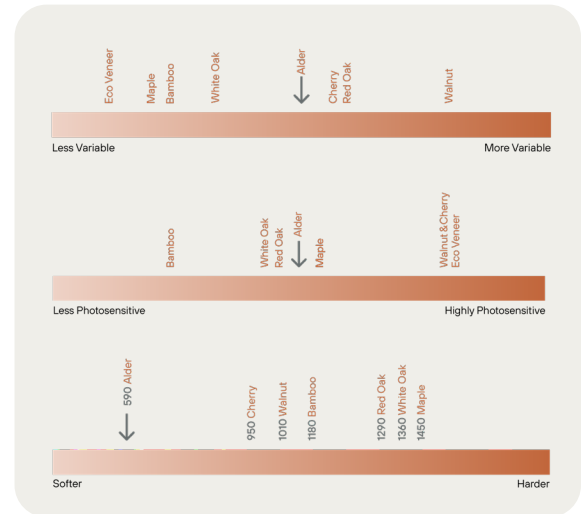 Eco Veneer
Maple
Bamboo
White Oak
Alder
Cherry
Red Oak
Walnut
Less Variable
More Variable
Bamboo
White Oak
Red Oak
Alder
Maple
Walnut & Cherry
Eco Veneer
Less Photosensitive
Highly Photosensitive
590 Alder
950 Cherry
1010 Walnut
1180 Bamboo
1290 Red Oak
1360 White Oak
1450 Maple
Softer
Harder